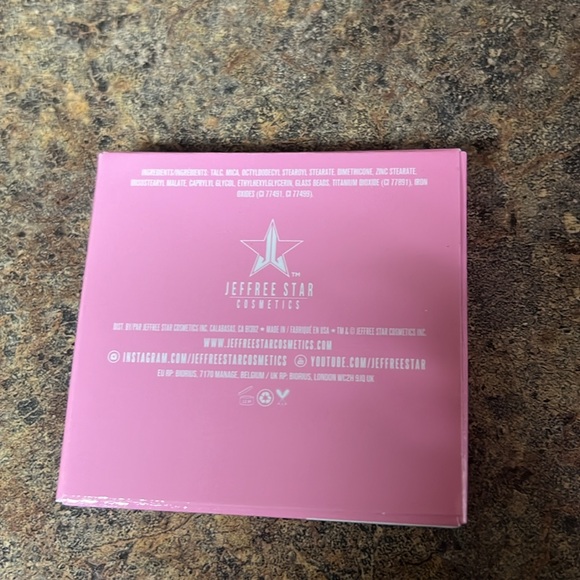 INGREDIENTS/INGRÉDIENTS: TALC, MICA, OCTYLDODECYL STEAROYL STEARATE, DIMETHICONE, ZINC STEARATE,
DIISOSTEARYL MALATE, CAPRYLYL GLYCOL, ETHYLHEXYLGLYCERIN, GLASS BEADS, TITANIUM DIOXIDE (CI 77891), IRON
OXIDES (CI 77491, CI 77499).
TM
JEFFREE STAR
COSMETICS
DIST. BY/PAR JEFFREE STAR COSMETICS INC. CALABASAS, CA 91302 • MADE IN / FABRIQUÉ EN USA • TM & © JEFFREE STAR COSMETICS INC.
WWW.JEFFREESTARCOSMETICS.COM
INSTAGRAM.COM/JEFFREESTARCOSMETICS YOUTUBE.COM/JEFFREESTAR
EU RP: BIORIUS, 7170 MANAGE, BELGIUM / UK RP: BIORIUS, LONDON WC2H 9JQ UK